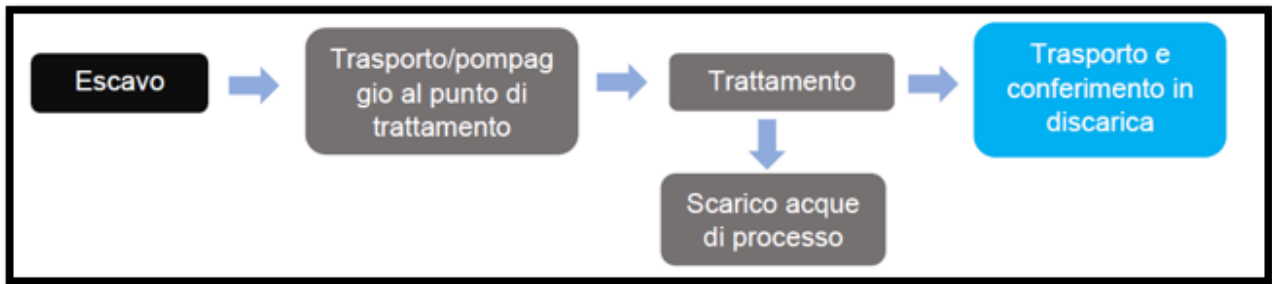 Escavo
Trasporto/pompag
gio al punto di
trattamento
Trattamento
Trasporto e
conferimento in
discarica
Scarico acque
di processo